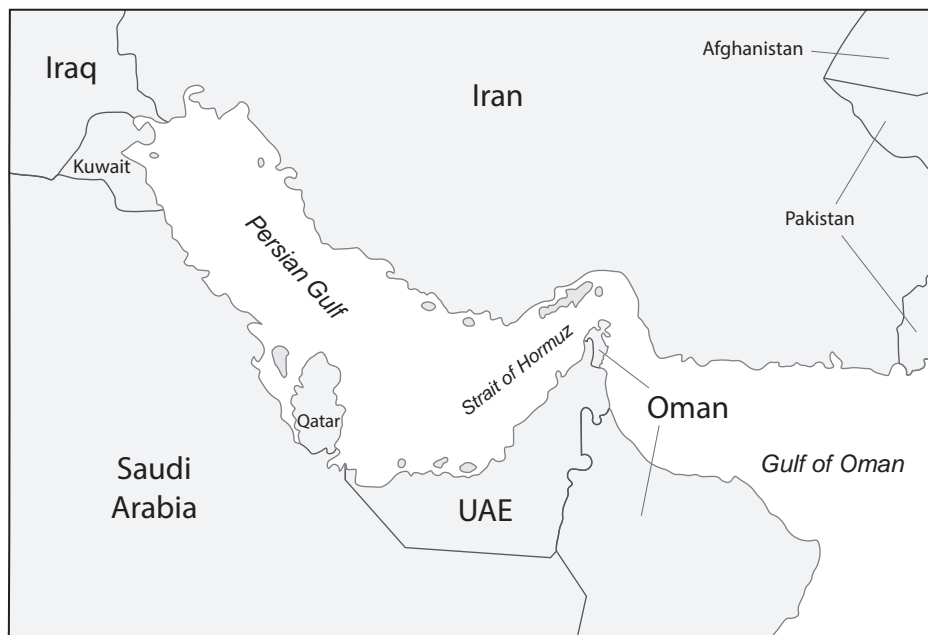 Afghanistan
Iraq
Iran
Kuwait
Pakistan
Persian Gulf
Strait of Hormuz
Oman
Qatar
Gulf of Oman
Saudi
Arabia
UAE